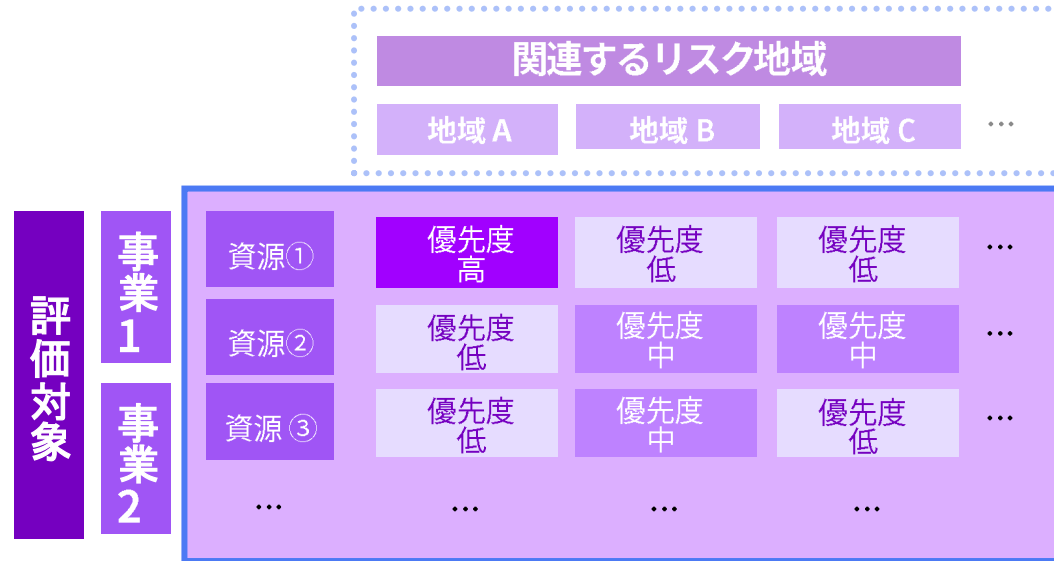 関連するリスク地域
地域 A
地域 B
地域 C
…
評価対象
事業1
資源①
優先度
高
優先度
低
優先度
低
…
資源②
優先度
低
優先度
中
優先度
中
…
事業2
資源 ③
優先度
低
優先度
中
優先度
低
…
…
…
…
…